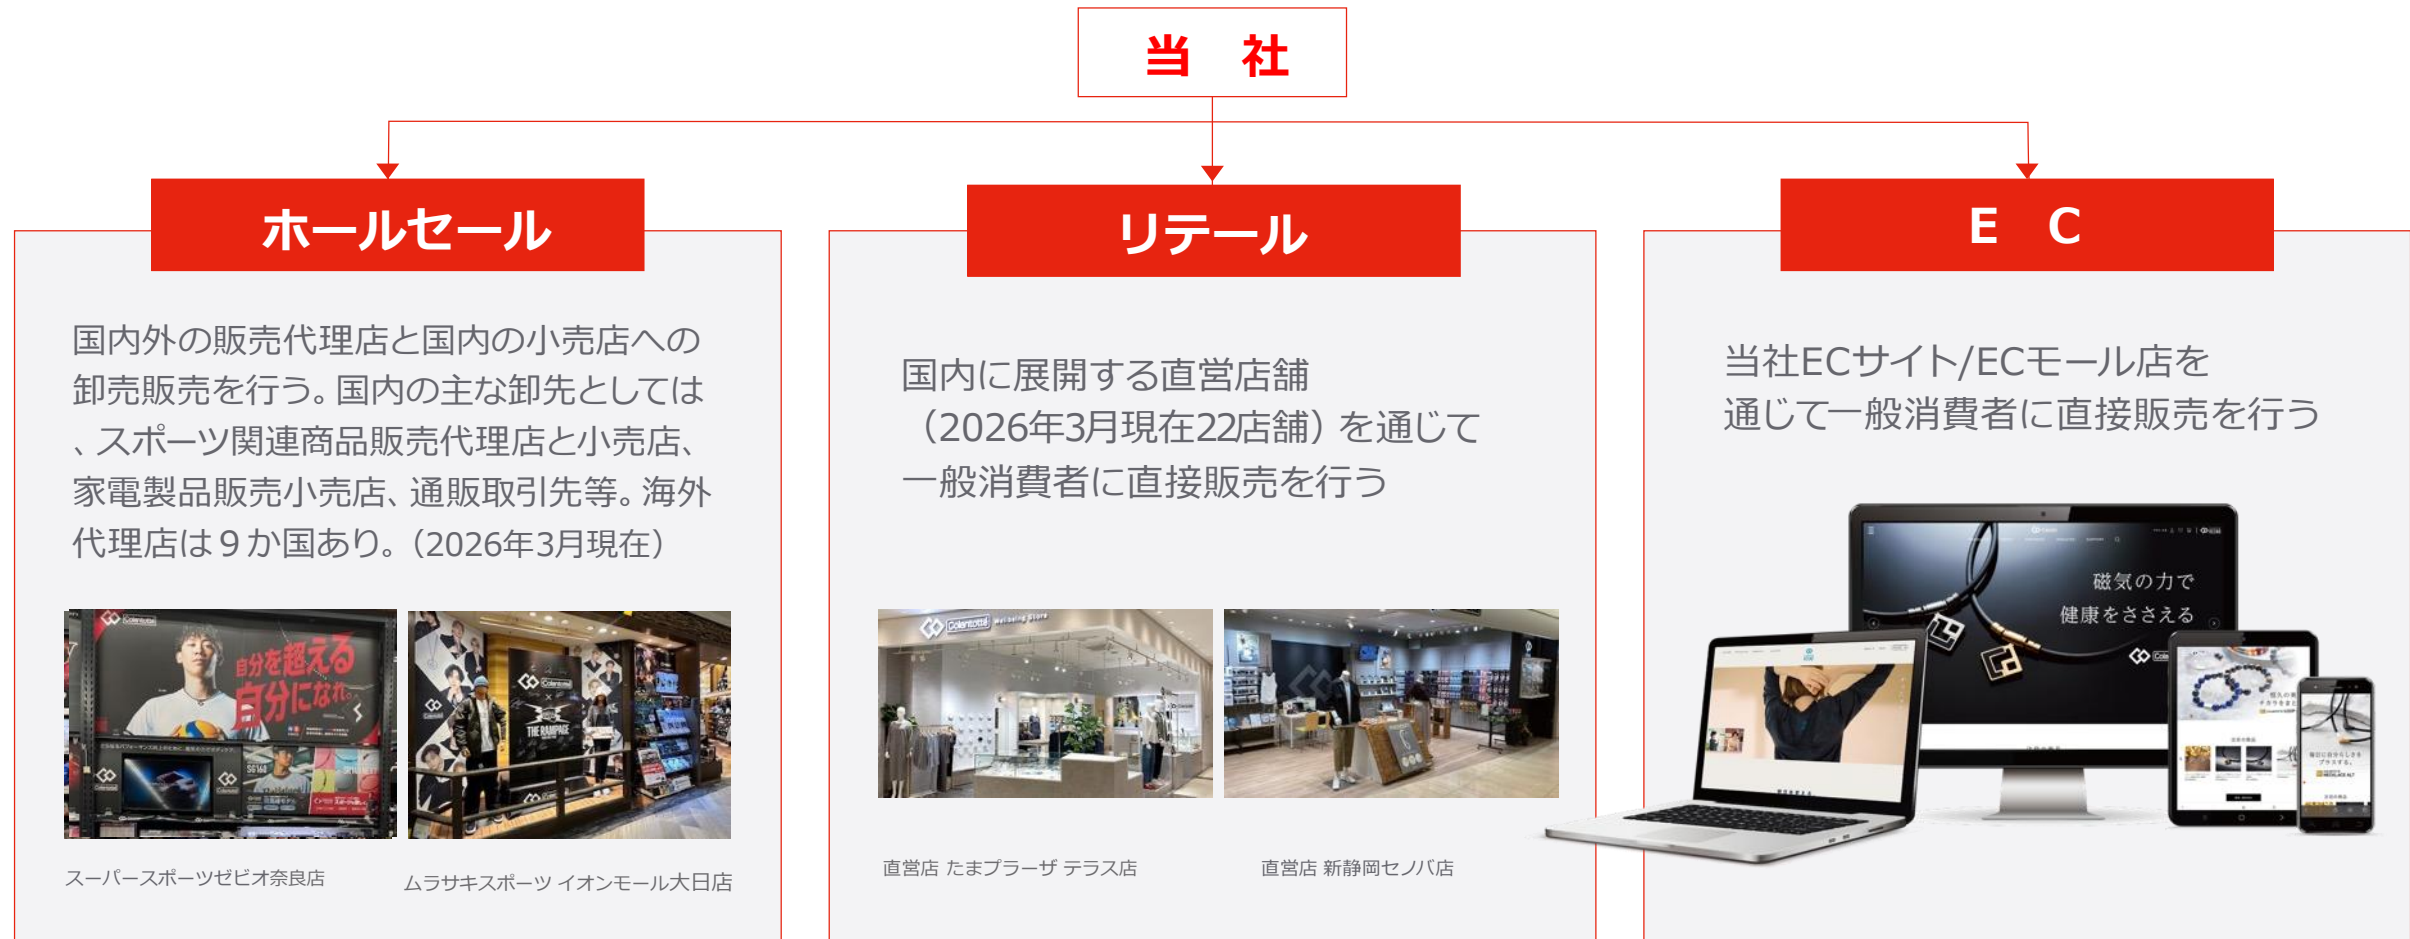 当 社
ホールセール
国内外の販売代理店と国内の小売店への
卸売販売を行う。国内の主な卸先としては
、スポーツ関連商品販売代理店と小売店、
家電製品販売小売店、通販取引先等。海外
代理店は９か国あり。（2026年3月現在）
Colantotte
自分を超える
自分になれ。
SG160
Colantotte
THE RAMPAGE
スーパースポーツゼビオ奈良店
ムラサキスポーツ イオンモール大日店
リテール
国内に展開する直営店舗
（2026年3月現在22店舗）を通じて
一般消費者に直接販売を行う
Colantotte Wellbeing Store
直営店 たまプラーザ テラス店
直営店 新静岡セノバ店
E C
当社ECサイト/ECモール店を
通じて一般消費者に直接販売を行う
磁気の力で
健康をささえる